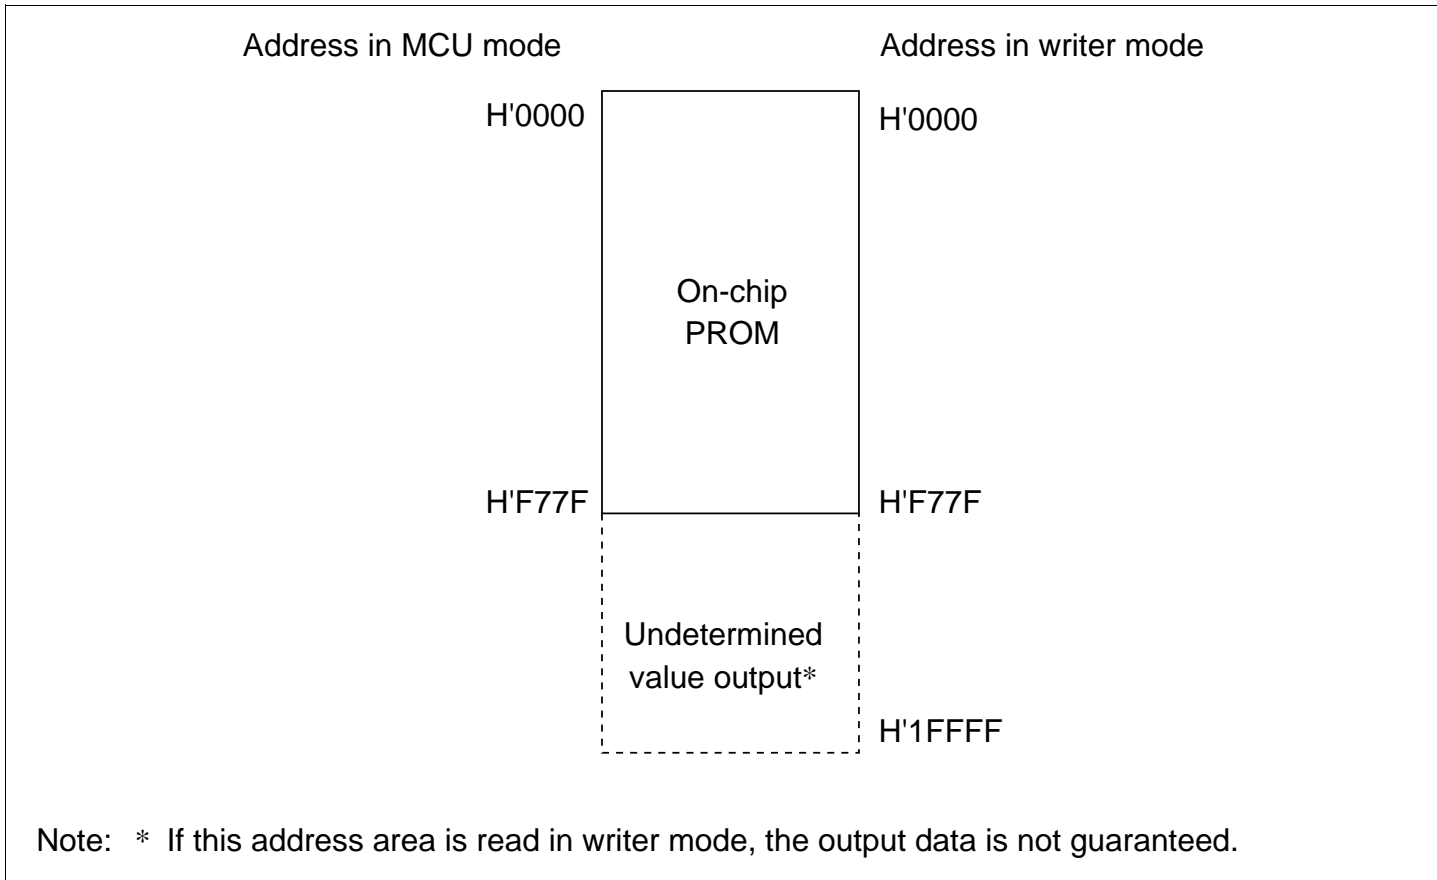 Address in MCU mode
Address in writer mode
H'0000
H'0000
On-chip
PROM
H'F77F
H'F77F
Undetermined
value output*
H'1FFFF
Note: * If this address area is read in writer mode, the output data is not guaranteed.